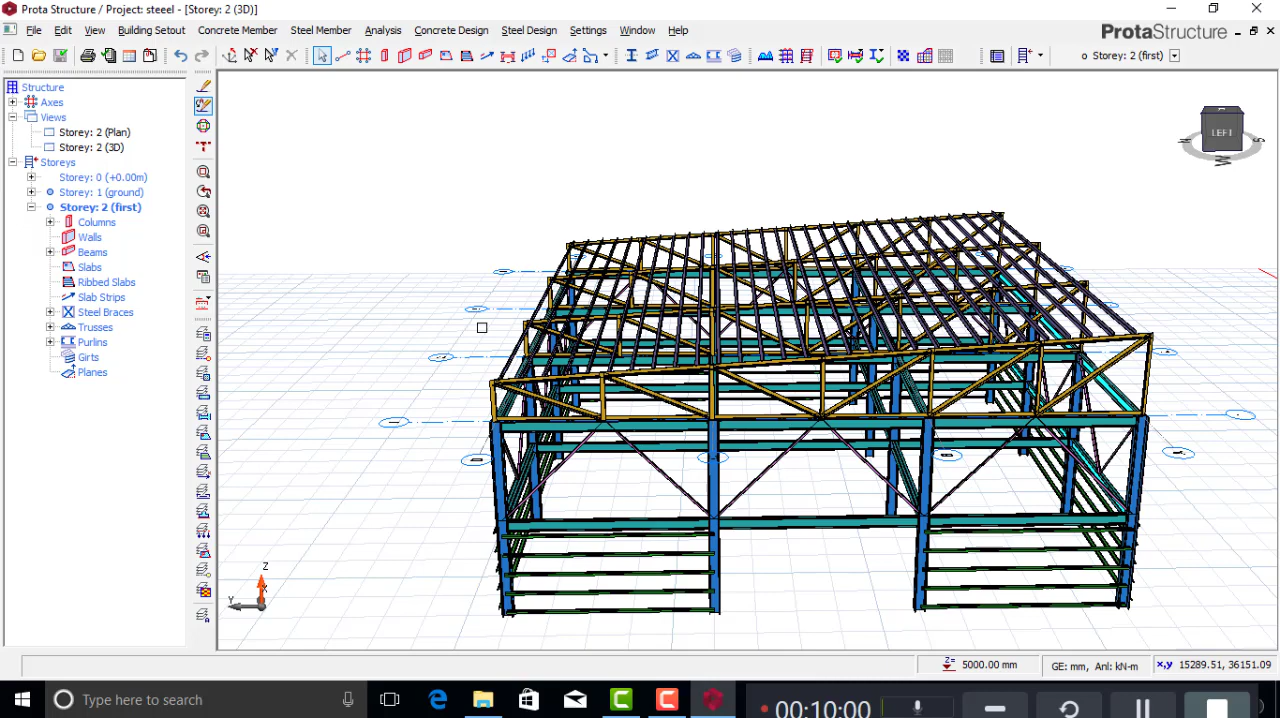 Prota Structure / Project: steeel - [Storey: 2 (3D)]
File Edit View Building Setout Concrete Member Steel Member Analysis Concrete Design Steel Design Settings Window Help
ProtaStructure
Storey: 2 (first)
Structure
Axes
Views
Storey: 2 (Plan)
Storey: 2 (3D)
Storeys
Storey: 0 (+0.00m)
Storey: 1 (ground)
Storey: 2 (first)
Columns
Walls
Beams
Slabs
Ribbed Slabs
Slab Strips
Steel Braces
Trusses
Purlins
Girts
Planes
LEFT
W
Z
Y
Z= 5000.00 mm
GE: mm, Anl: kN-m
x,y 15289.51, 36151.09
Type here to search
00:10:00